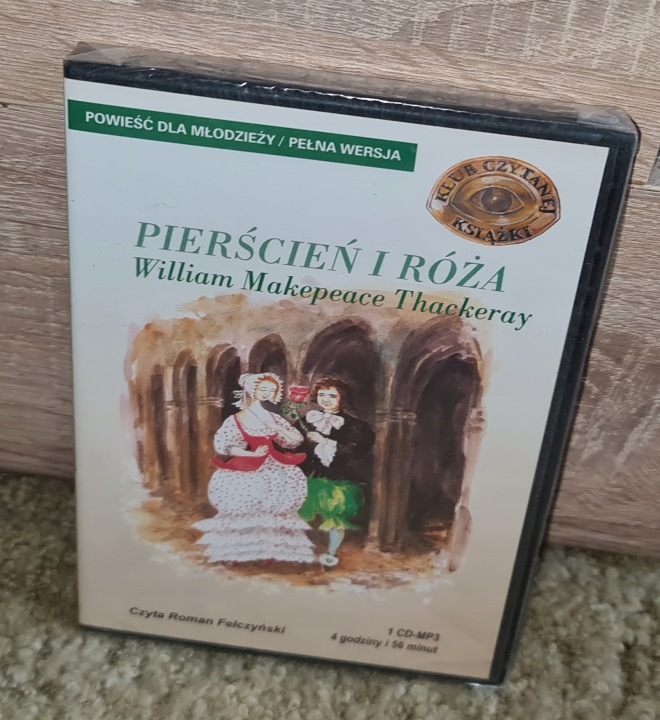 POWIEŚĆ DLA MŁODZIEŻY / PEŁNA WERSJA
KLUB CZYTANEJ
KSIĄŻKI
PIERŚCIEŃ I RÓŻA
William Makepeace Thackeray
Czyta Roman Felczyński
1 CD-MP3
4 godziny i 56 minut